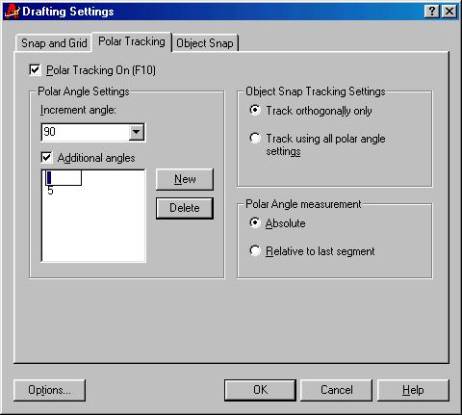 Drafting Settings
Snap and Grid
Polar Tracking
Object Snap
Polar Tracking On (F10)
Polar Angle Settings
Increment angle:
90
Additional angles
5
New
Delete
Object Snap Tracking Settings
Track orthogonally only
Track using all polar angle
settings
Polar Angle measurement
Absolute
Relative to last segment
Options...
OK
Cancel
Help